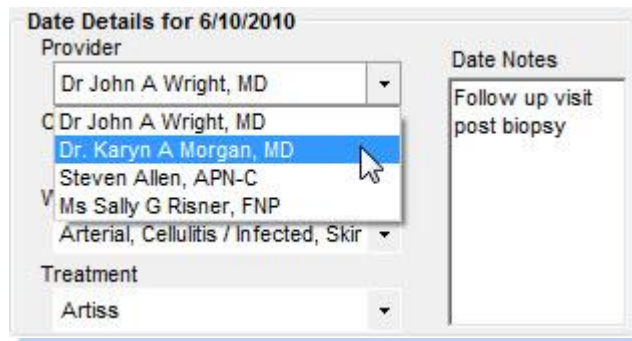 Date Details for 6/10/2010
Provider
Dr John A Wright, MD
Dr John A Wright, MD
Dr. Karyn A Morgan, MD
Steven Allen, APN-C
Ms Sally G Risner, FNP
Arterial, Cellulitis / Infected, Skir
Treatment
Artiss
Date Notes
Follow up visit
post biopsy